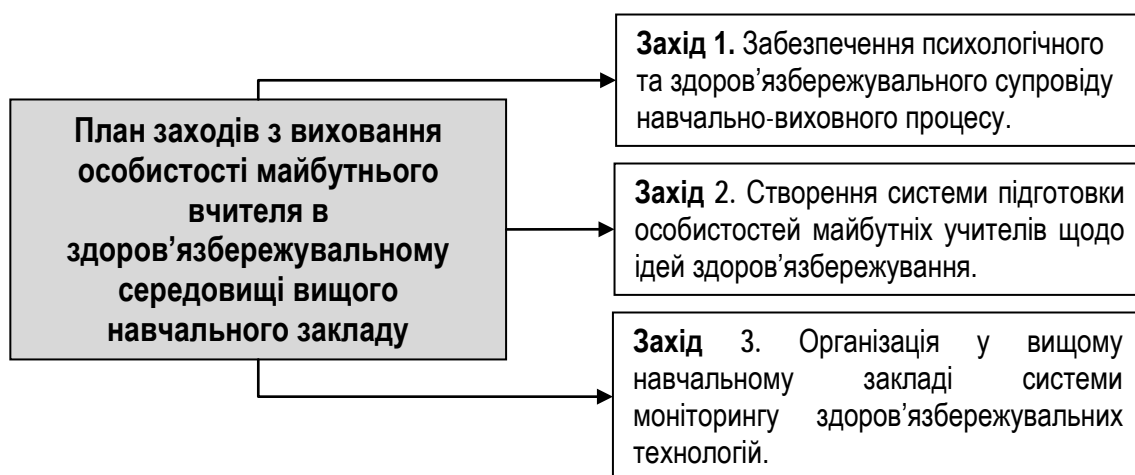 План заходів з виховання
особистості майбутнього
вчителя в
здоров’язбережувальному
середовищі вищого
навчального закладу
Захід 1. Забезпечення психологічного
та здоров’язбережувального супровіду
навчально-виховного процесу.
Захід 2. Створення системи підготовки
особистостей майбутніх учителів щодо
ідей здоров’язбережування.
Захід 3. Організація у вищому
навчальному закладі системи
моніторингу здоров’язбережувальних
технологій.